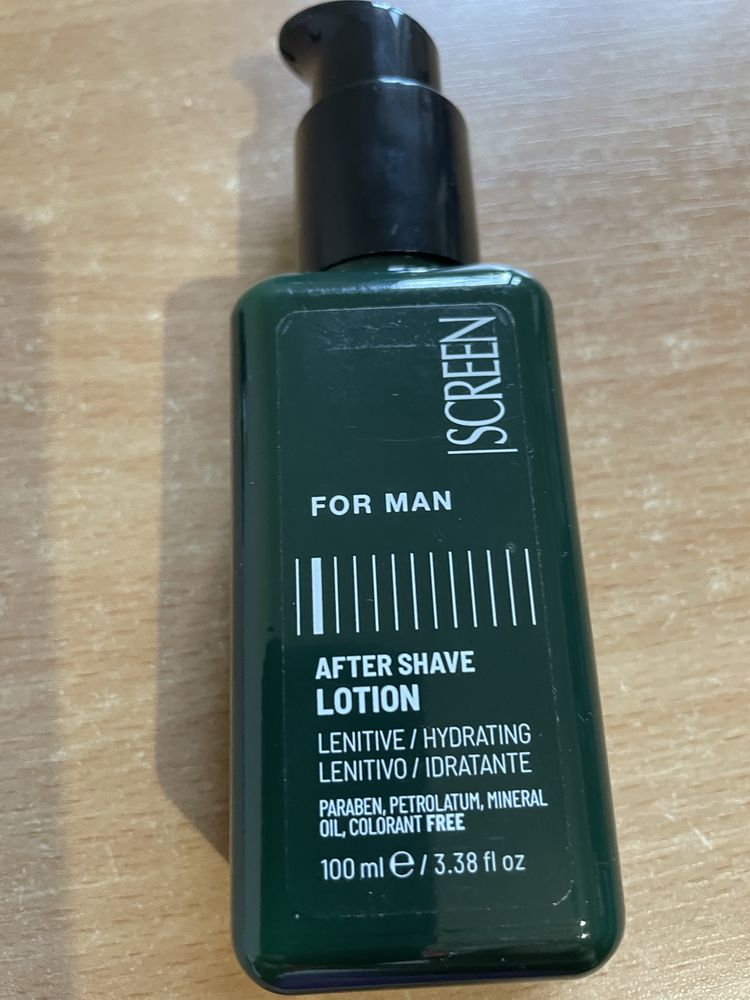 SCREEN
FOR MAN
AFTER SHAVE
LOTION
LENITIVE / HYDRATING
LENITIVO / IDRATANTE
PARABEN, PETROLATUM, MINERAL
OIL, COLORANT FREE
100 ml ℮ / 3.38 fl oz